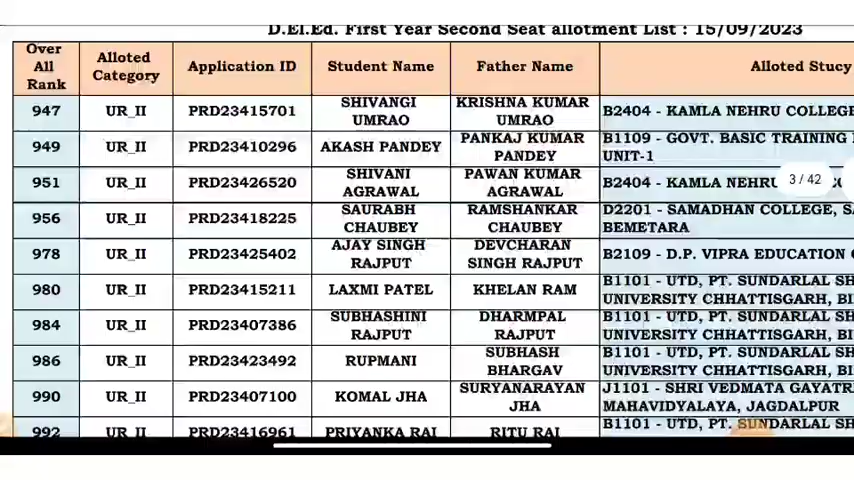 D.El.Ed. First Year Second Seat allotment List : 15/09/2023
Over All Rank | Alloted Category | Application ID | Student Name | Father Name | Alloted Stucy
947 | UR_II | PRD23415701 | SHIVANGI UMRAO | KRISHNA KUMAR UMRAO | B2404 - KAMLA NEHRU COLLEGE
949 | UR_II | PRD23410296 | AKASH PANDEY | PANKAJ KUMAR PANDEY | B1109 - GOVT. BASIC TRAINING UNIT-1
951 | UR_II | PRD23426520 | SHIVANI AGRAWAL | PAWAN KUMAR AGRAWAL | B2404 - KAMLA NEHRU
3 / 42
956 | UR_II | PRD23418225 | SAURABH CHAUBEY | RAMSHANKAR CHAUBEY | D2201 - SAMADHAN COLLEGE, BEMETARA
978 | UR_II | PRD23425402 | AJAY SINGH RAJPUT | DEVCHARAN SINGH RAJPUT | B2109 - D.P. VIPRA EDUCATION
980 | UR_II | PRD23415211 | LAXMI PATEL | KHELAN RAM | B1101 - UTD, PT. SUNDARLAL SH UNIVERSITY CHHATTISGARH, BI
984 | UR_II | PRD23407386 | SUBHASHINI RAJPUT | DHARMPAL RAJPUT | B1101 - UTD, PT. SUNDARLAL SH UNIVERSITY CHHATTISGARH, BI
986 | UR_II | PRD23423492 | RUPMANI | SUBHASH BHARGAV | B1101 - UTD, PT. SUNDARLAL SH UNIVERSITY CHHATTISGARH, BI
990 | UR_II | PRD23407100 | KOMAL JHA | SURYANARAYAN JHA | J1101 - SHRI VEDMATA GAYATR MAHAVIDYALAYA, JAGDALPUR
992 | UR_II | PRD23416961 | PRIYANKA RAI | RITU RAI | B1101 - UTD, PT. SUNDARLAL SH